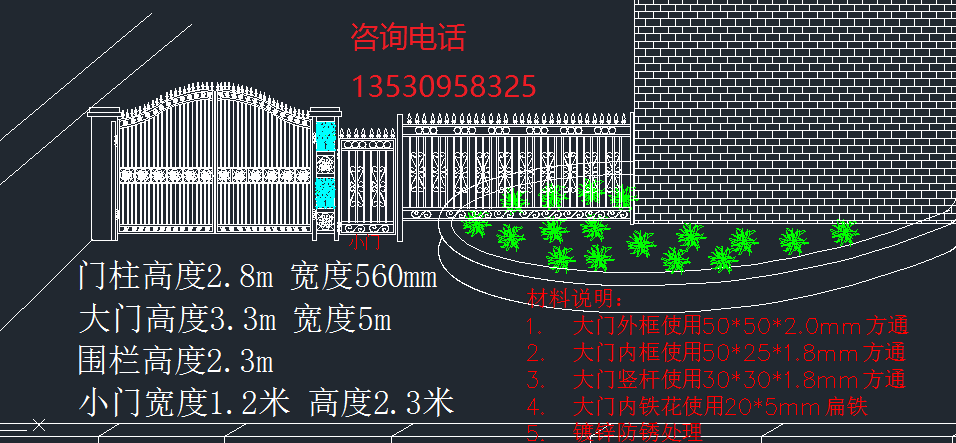 咨询电话
13530958325
小门
门柱高度2.8m 宽度560mm
大门高度3.3m 宽度5m
围栏高度2.3m
小门宽度1.2米 高度2.3米
材料说明：
1. 大门外框使用50*50*2.0mm方通
2. 大门内框使用50*25*1.8mm方通
3. 大门竖杆使用30*30*1.8mm方通
4. 大门内铁花使用20*5mm扁铁
5. 镀锌防锈处理